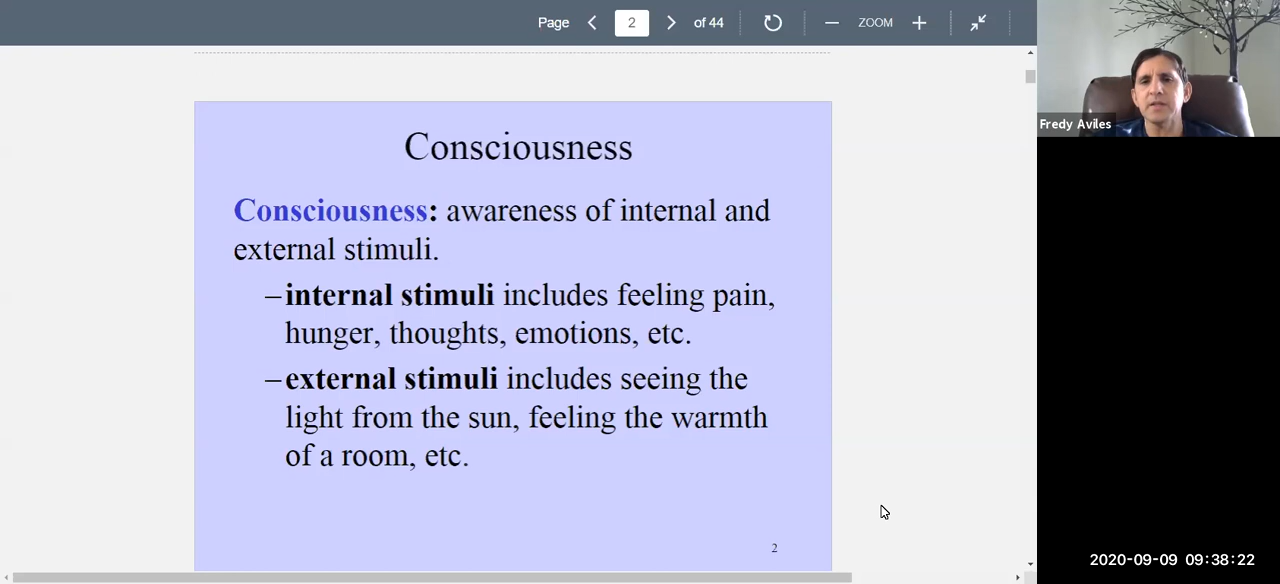 Page 2 of 44 ZOOM
Fredy Aviles
Consciousness
Consciousness: awareness of internal and
external stimuli.
–internal stimuli includes feeling pain,
hunger, thoughts, emotions, etc.
–external stimuli includes seeing the
light from the sun, feeling the warmth
of a room, etc.
2
2020-09-09 09:38:22